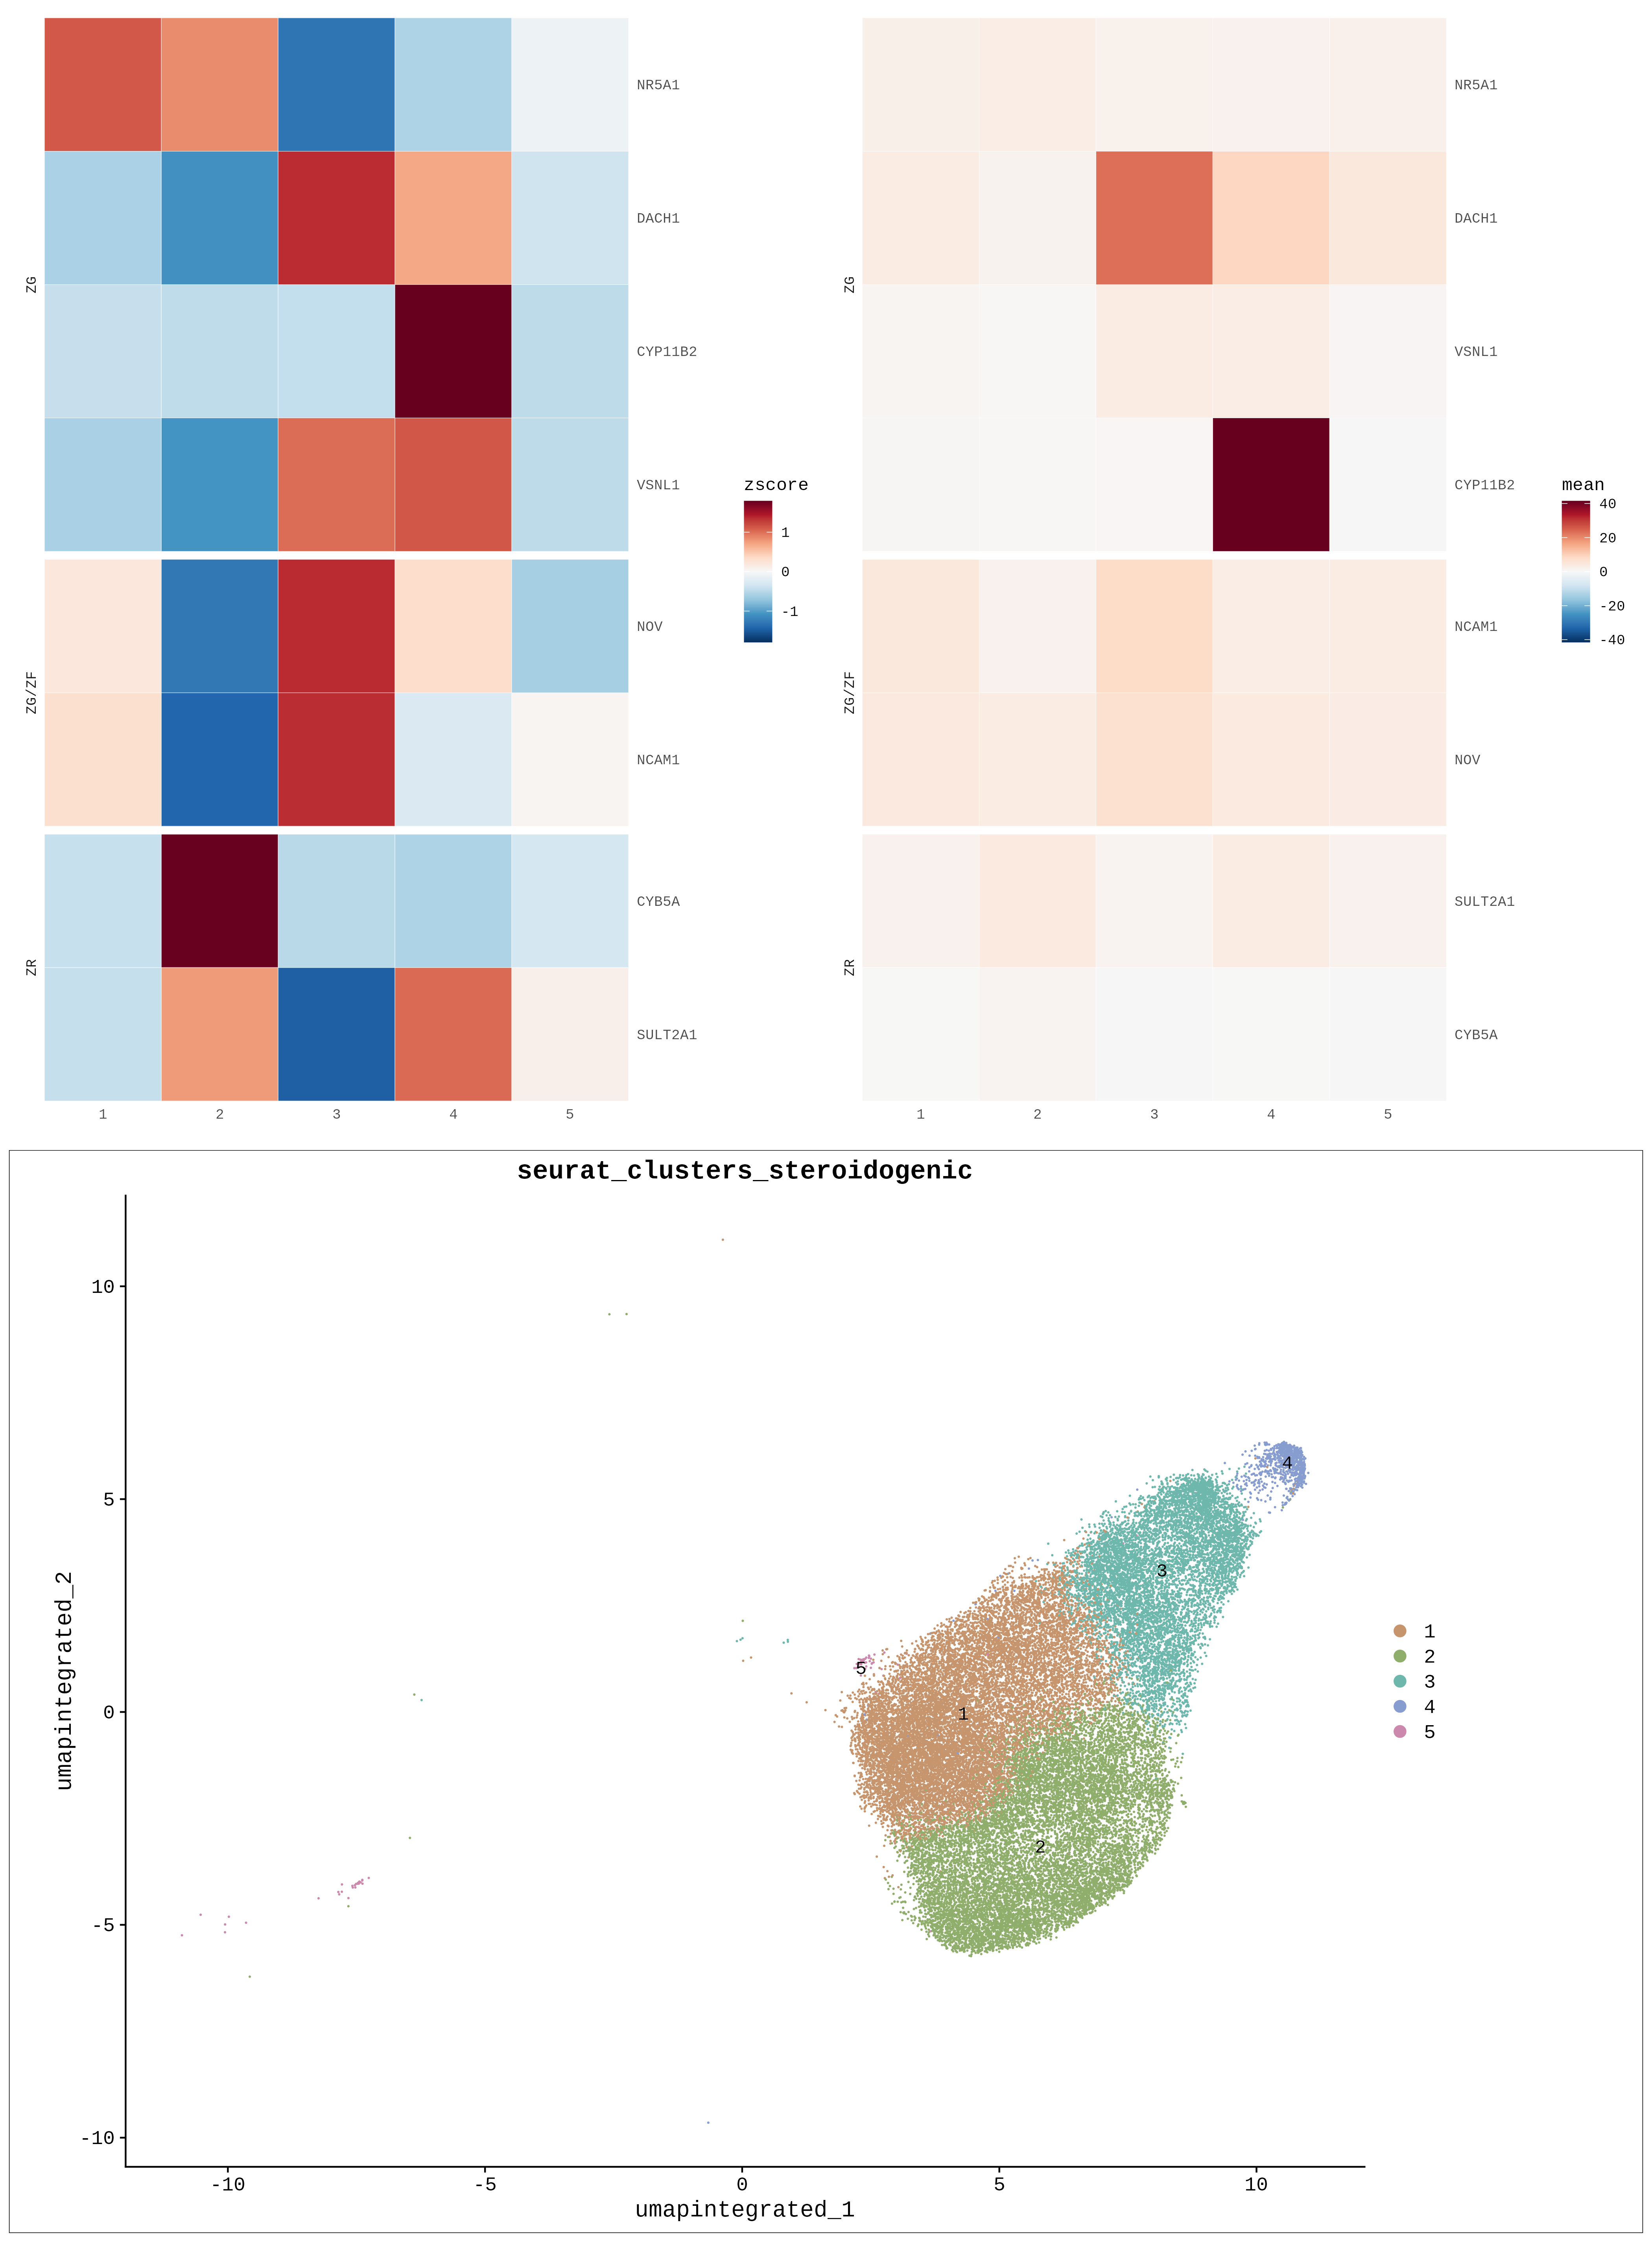 NR5A1
DACH1
ZG
CYP11B2
VSNL1
NOV
ZG/ZF
NCAM1
CYB5A
ZR
SULT2A1
1 2 3 4 5
zscore
1
0
-1
NR5A1
DACH1
ZG
VSNL1
CYP11B2
NCAM1
ZG/ZF
NOV
SULT2A1
ZR
CYB5A
1 2 3 4 5
mean
40
20
0
-20
-40
seurat_clusters_steroidogenic
umapintegrated_2
10
5
0
-5
-10
4
3
5
1
2
1
2
3
4
5
-10 -5 0 5 10
umapintegrated_1